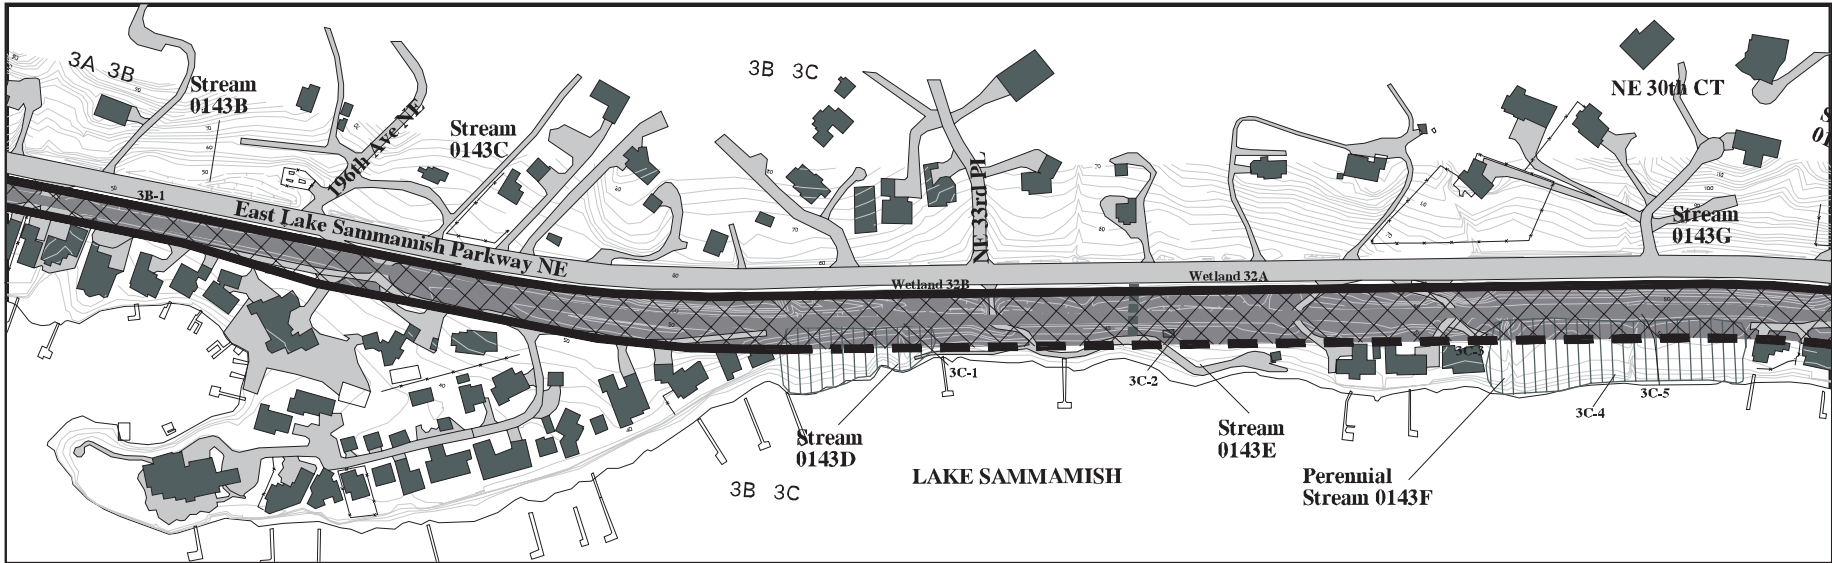 3A 3B
Stream
0143B
3B-1
196th Ave NE
Stream
0143C
East Lake Sammamish Parkway NE
3B 3C
NE 33rd PL
Wetland 32B
Wetland 32A
NE 30th CT
Stream
0143G
3C-1
3C-2
3C-3
3C-4
3C-5
Stream
0143D
3B 3C
LAKE SAMMAMISH
Stream
0143E
Perennial
Stream 0143F